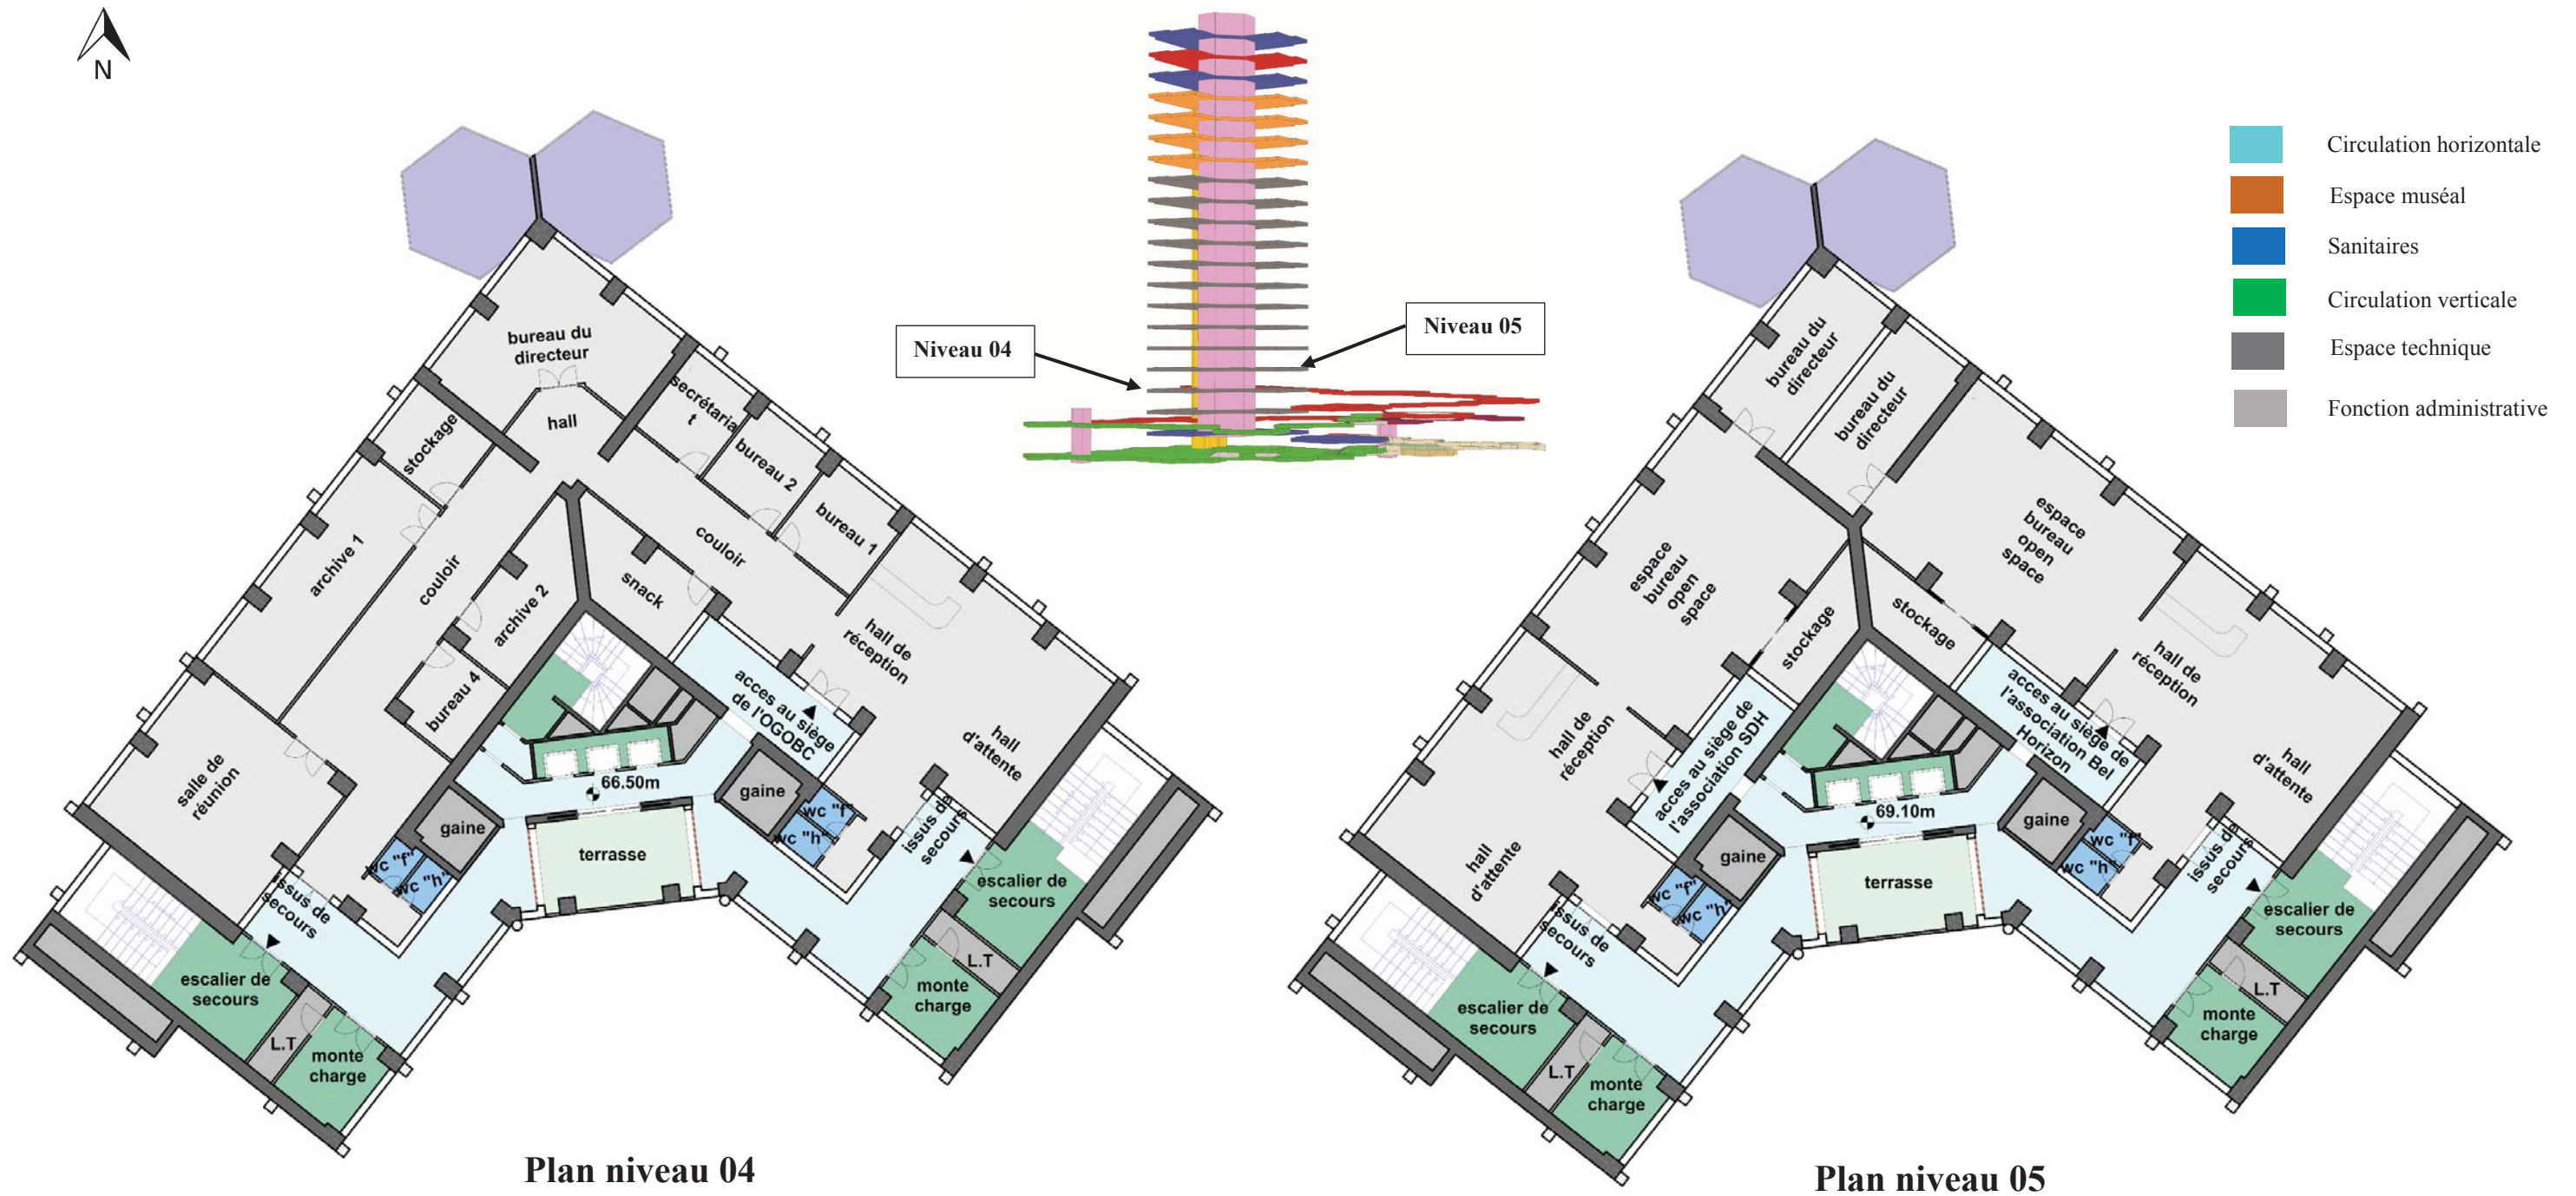 N
Niveau 04
Niveau 05
Circulation horizontale
Espace muséal
Sanitaires
Circulation verticale
Espace technique
Fonction administrative
bureau du
directeur
hall
stockage
secrétaria
t
bureau 2
bureau 1
couloir
archive 1
couloir
archive 2
snack
bureau 4
hall de
réception
acces au siège
de l'OGOBC
hall
d'attente
salle de
réunion
66.50m
gaine
gaine
wc "f"
wc "h"
wc "f"
wc "h"
terrasse
issus de
secours
issus de
secours
escalier de
secours
L.T
monte
charge
escalier de
secours
L.T
monte
charge
Plan niveau 04
bureau du
directeur
bureau du
directeur
espace
bureau
open
space
espace
bureau
open
space
stockage
stockage
hall de
réception
hall de
réception
acces au siège de
l'association SDH
acces au siège de
l'association Bel
Horizon
hall
d'attente
hall
d'attente
69.10m
gaine
gaine
wc "f"
wc "h"
wc "f"
wc "h"
terrasse
issus de
secours
issus de
secours
escalier de
secours
L.T
monte
charge
escalier de
secours
L.T
monte
charge
Plan niveau 05